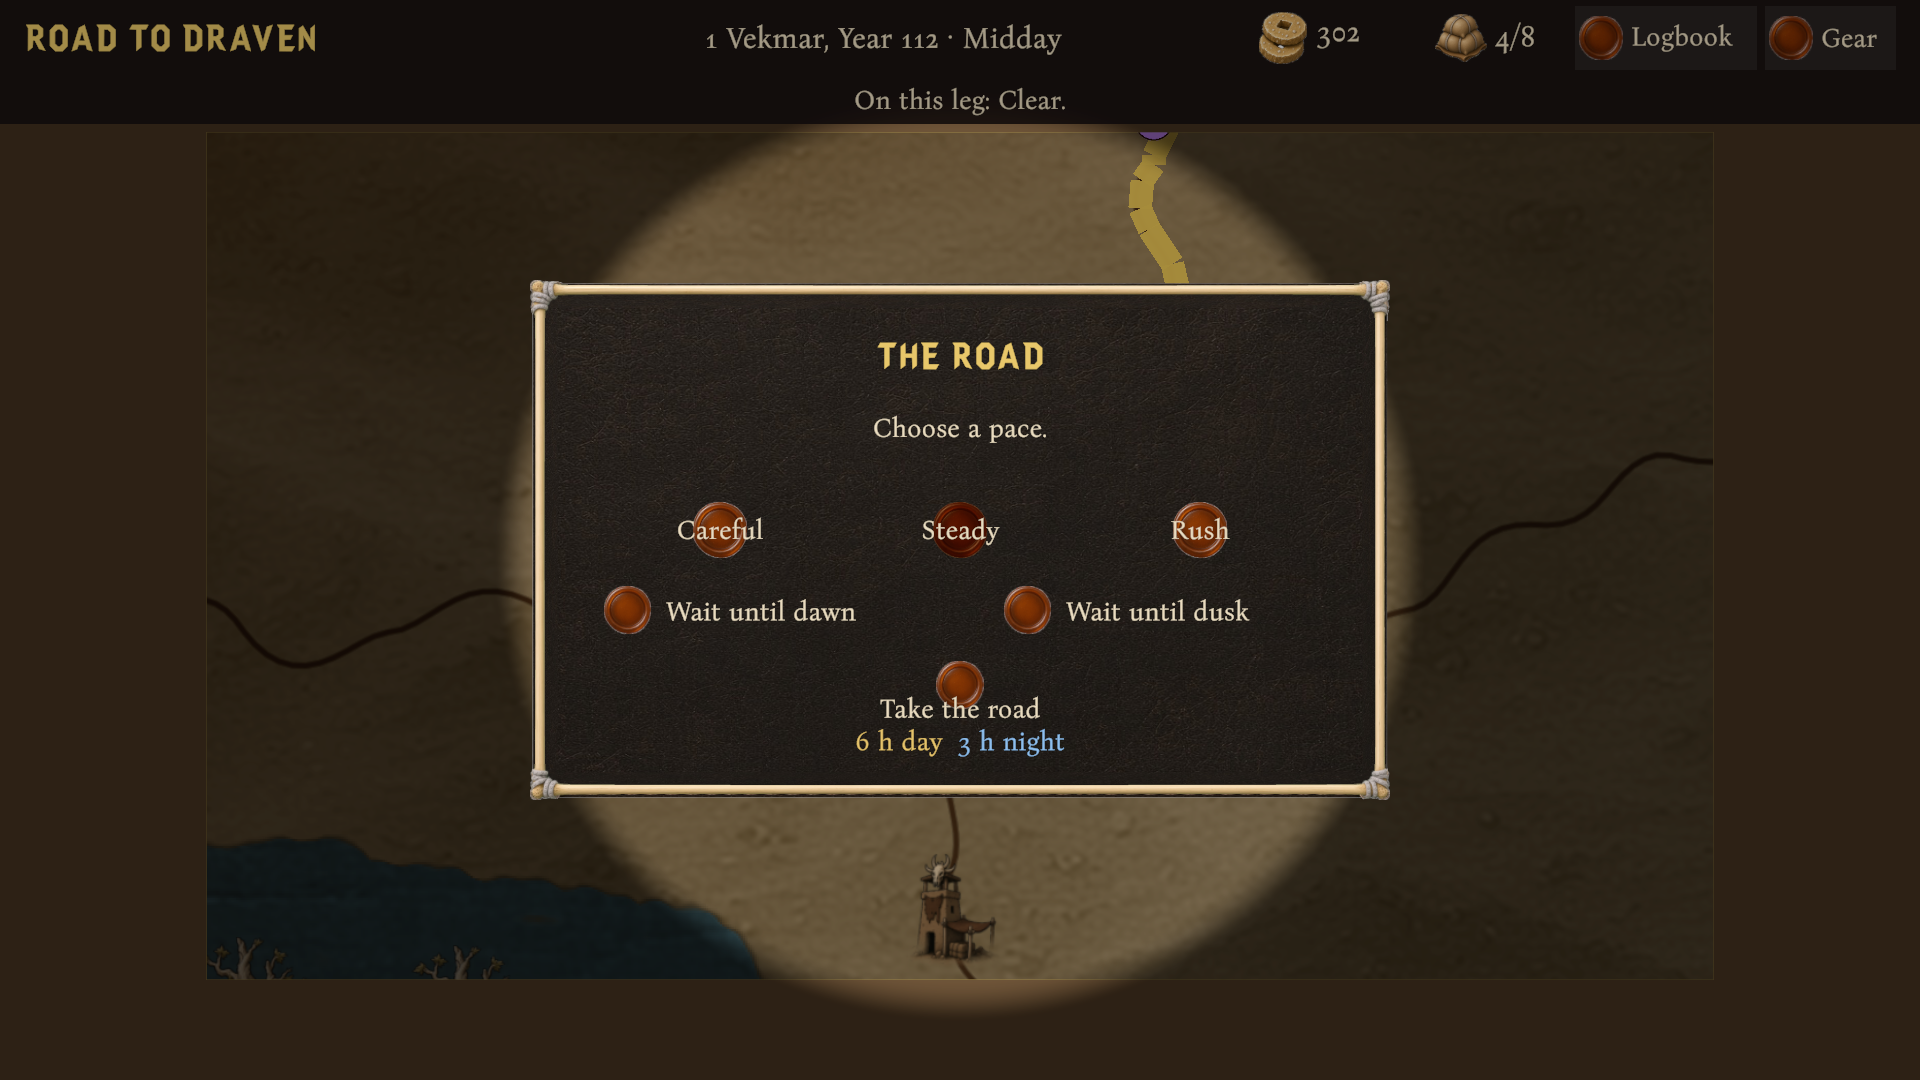 ROAD TO DRAVEN
1 Vekmar, Year 112 · Midday
302
4/8
Logbook
Gear
On this leg: Clear.
THE ROAD
Choose a pace.
Careful
Steady
Rush
Wait until dawn
Wait until dusk
Take the road
6 h day 3 h night